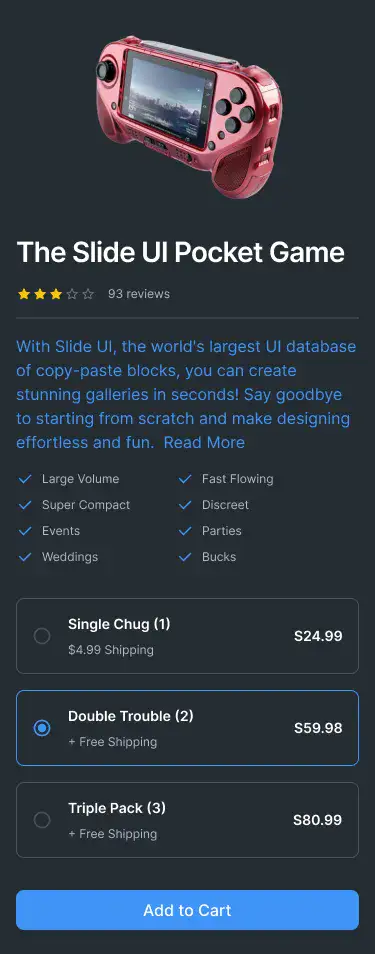 The Slide UI Pocket Game
93 reviews
With Slide UI, the world's largest UI database
of copy-paste blocks, you can create
stunning galleries in seconds! Say goodbye
to starting from scratch and make designing
effortless and fun. Read More
Large Volume
Fast Flowing
Super Compact
Discreet
Events
Parties
Weddings
Bucks
Single Chug (1)
$4.99 Shipping
S24.99
Double Trouble (2)
+ Free Shipping
S59.98
Triple Pack (3)
+ Free Shipping
S80.99
Add to Cart